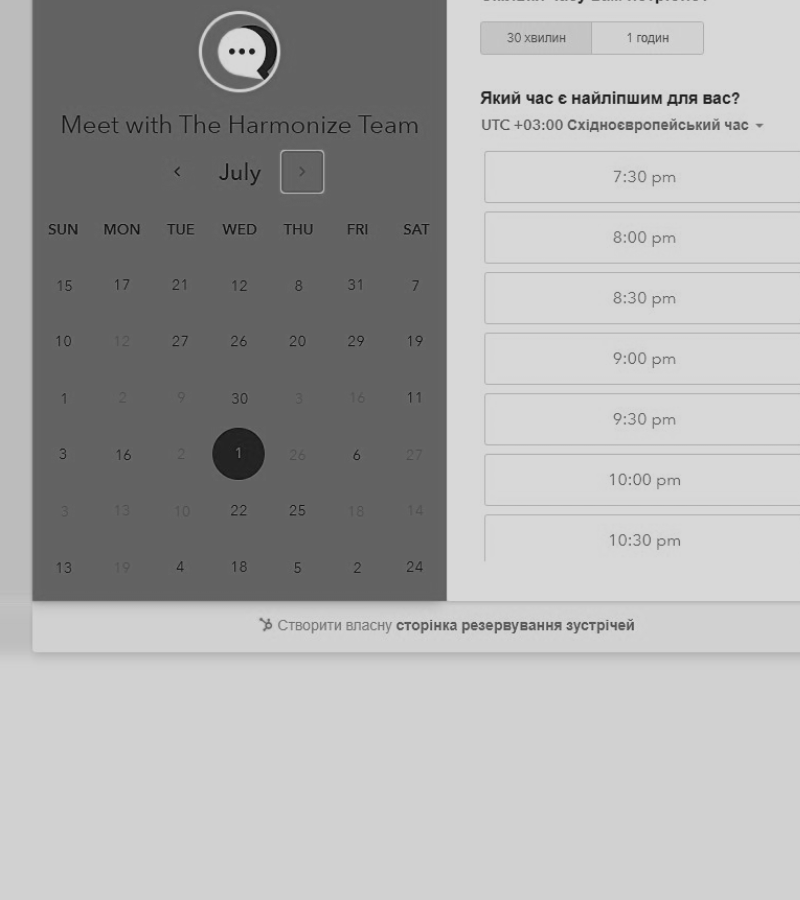 Meet with The Harmonize Team
July
SUN MON TUE WED THU FRI SAT
15 17 21 12 8 31 7
10 12 27 26 20 29 19
1 2 9 30 3 16 11
3 16 2 1 26 6 27
3 13 10 22 25 18 14
13 19 4 18 5 2 24
30 хвилин 1 годин
Який час є найліпшим для вас?
UTC +03:00 Східноєвропейський час
7:30 pm
8:00 pm
8:30 pm
9:00 pm
9:30 pm
10:00 pm
10:30 pm
Створити власну сторінка резервування зустрічей